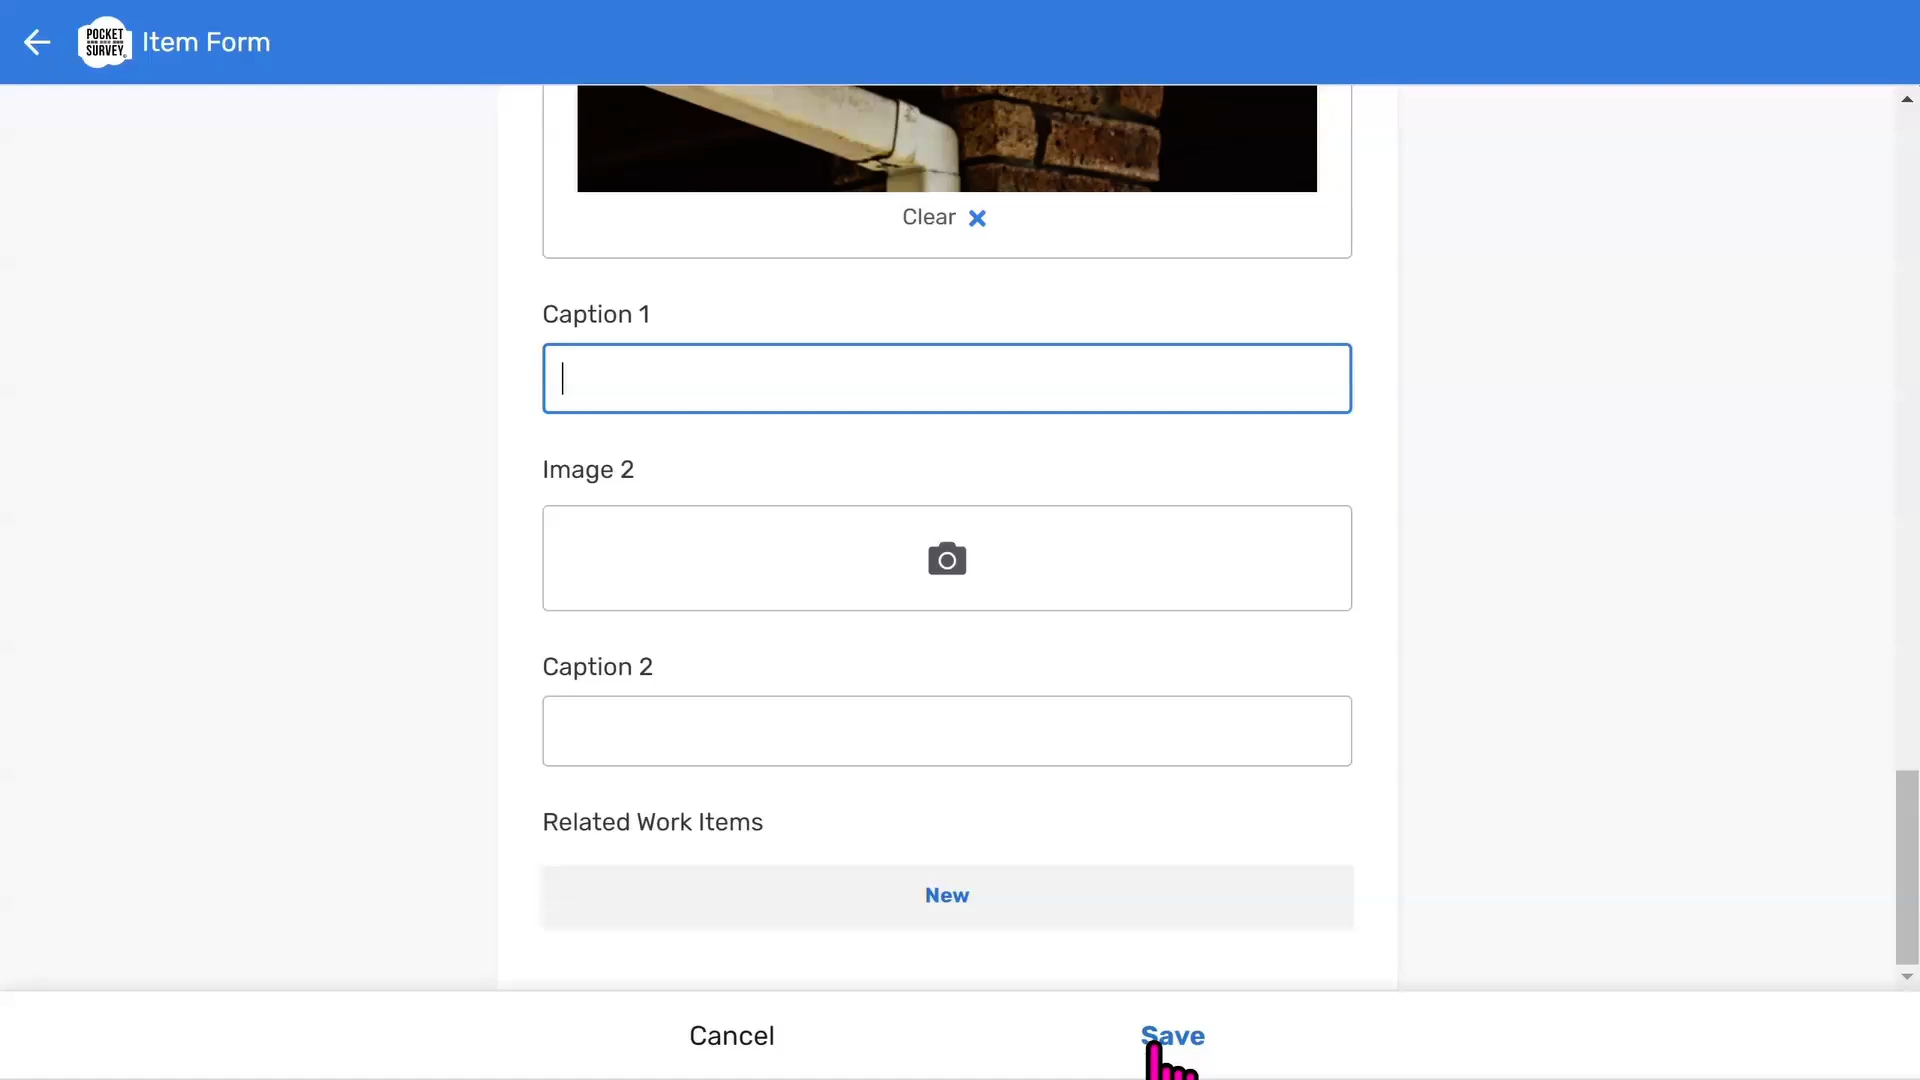 POCKET
SURVEY
Item Form
Clear
Caption 1
Image 2
Caption 2
Related Work Items
New
Cancel
Save